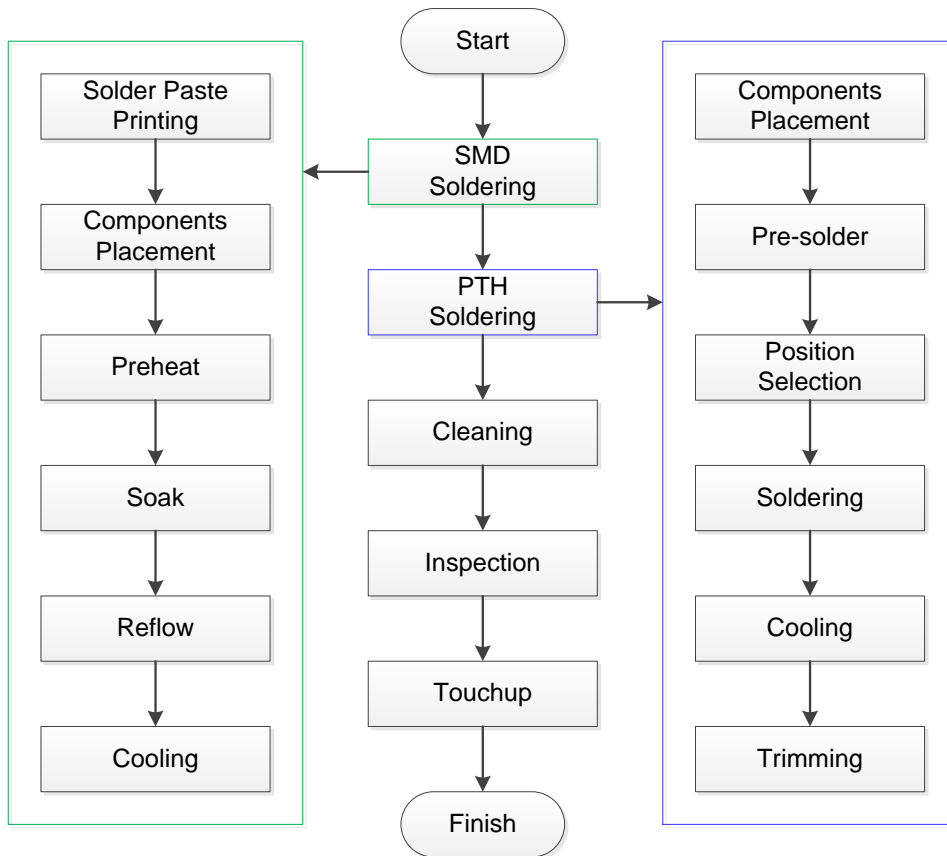 Start
SMD
Soldering
PTH
Soldering
Cleaning
Inspection
Touchup
Finish
Solder Paste
Printing
Components
Placement
Preheat
Soak
Reflow
Cooling
Components
Placement
Pre-solder
Position
Selection
Soldering
Cooling
Trimming